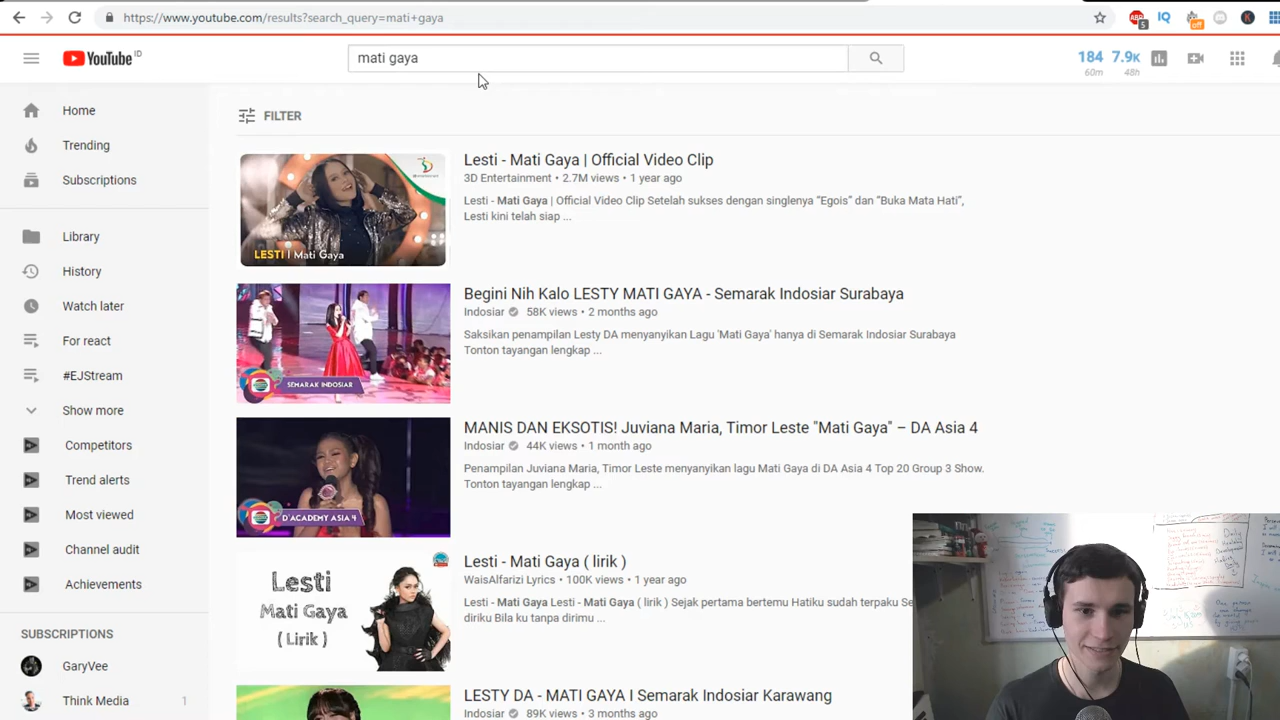 https://www.youtube.com/results?search_query=mati+gaya
5
IQ
off
K
YouTube ID
mati gaya
184
60m
7.9K
48h
Home
Trending
Subscriptions
Library
History
Watch later
For react
#EJStream
Show more
Competitors
Trend alerts
Most viewed
Channel audit
Achievements
SUBSCRIPTIONS
GaryVee
Think Media 1
FILTER
LESTI | Mati Gaya
Lesti - Mati Gaya | Official Video Clip
3D Entertainment • 2.7M views • 1 year ago
Lesti - Mati Gaya | Official Video Clip Setelah sukses dengan singlenya “Egois” dan “Buka Mata Hati”,
Lesti kini telah siap ...
SEMARAK INDOSIAR
Begini Nih Kalo LESTY MATI GAYA - Semarak Indosiar Surabaya
Indosiar 58K views • 2 months ago
Saksikan penampilan Lesty DA menyanyikan Lagu 'Mati Gaya' hanya di Semarak Indosiar Surabaya
Tonton tayangan lengkap ...
D'ACADEMY ASIA 4
MANIS DAN EKSOTIS! Juviana Maria, Timor Leste "Mati Gaya" – DA Asia 4
Indosiar 44K views • 1 month ago
Penampilan Juviana Maria, Timor Leste menyanyikan lagu Mati Gaya di DA Asia 4 Top 20 Group 3 Show.
Tonton tayangan lengkap ...
Lesti
Mati Gaya
( Lirik )
Lesti - Mati Gaya ( lirik )
WaisAlfarizi Lyrics • 100K views • 1 year ago
Lesti - Mati Gaya Lesti - Mati Gaya ( lirik ) Sejak pertama bertemu Hatiku sudah terpaku Se
diriku Bila ku tanpa dirimu ...
LESTY DA - MATI GAYA I Semarak Indosiar Karawang
Indosiar 89K views • 3 months ago